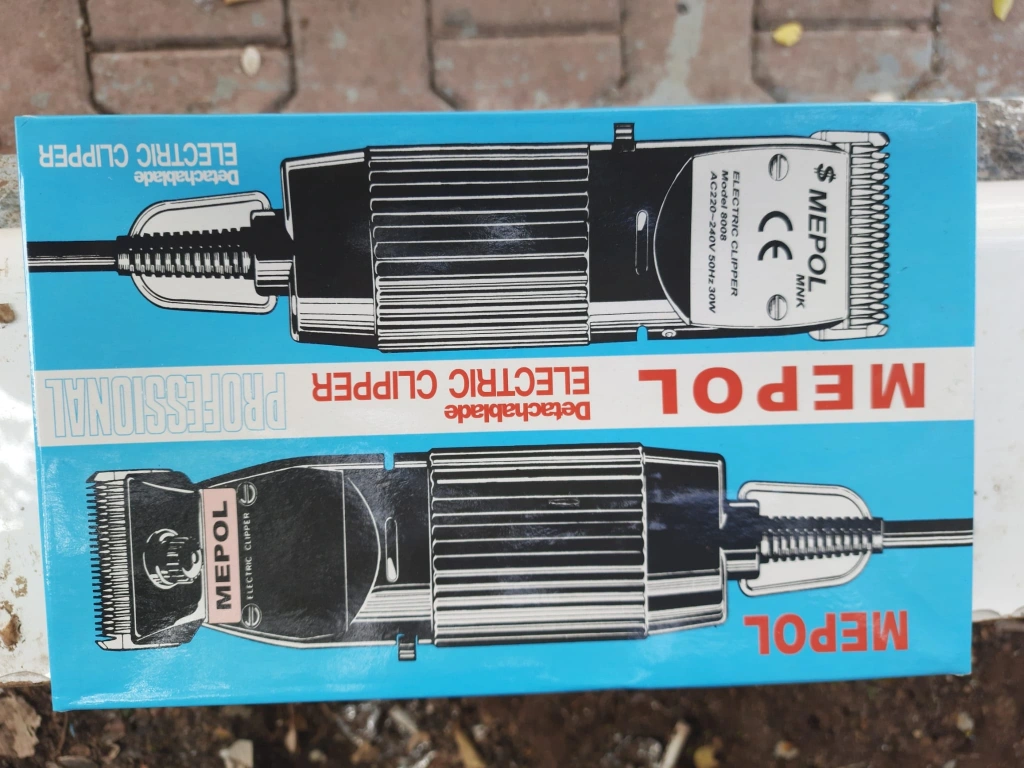 MEPOL
MEPOL
ELECTRIC CLIPPER
MEPOL
Detachablade
ELECTRIC CLIPPER
PROFESSIONAL
$ MEPOL
MNK
CE
ELECTRIC CLIPPER
Model 8008
AC220~240V 50Hz 30W
Detachablade
ELECTRIC CLIPPER